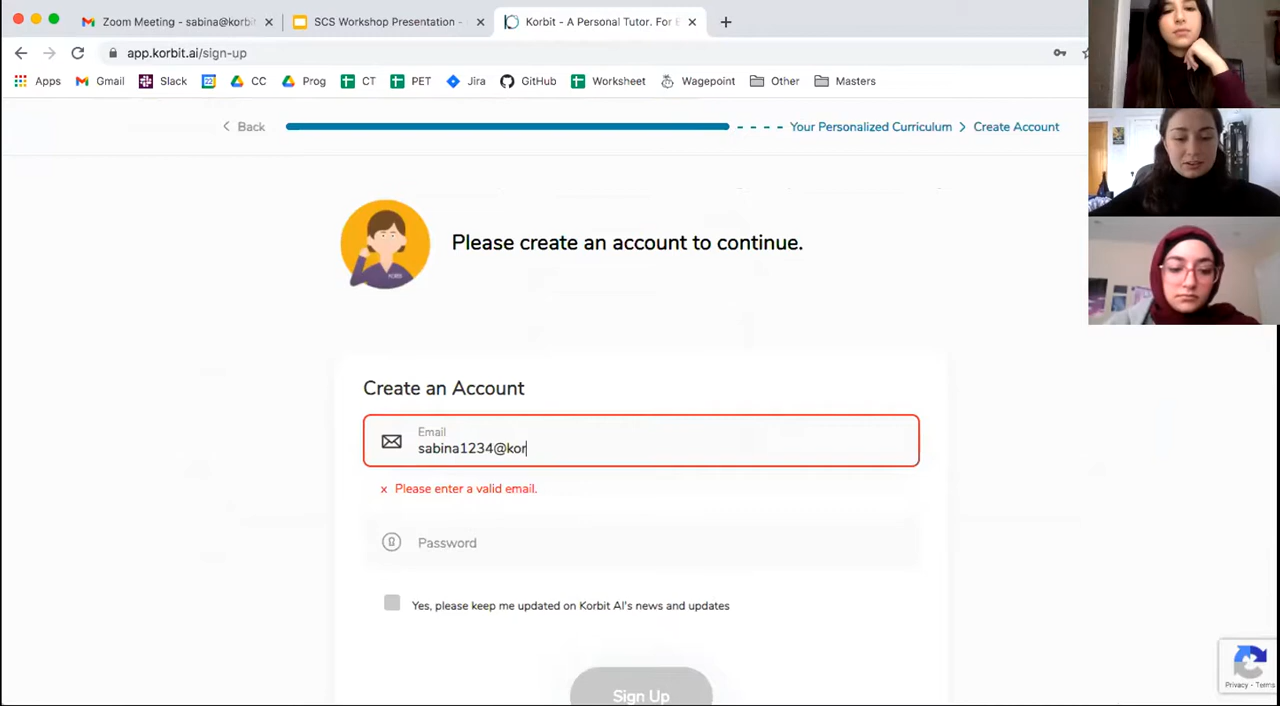 Zoom Meeting - sabina@korbit
SCS Workshop Presentation -
Korbit - A Personal Tutor. For E
app.korbit.ai/sign-up
Apps
Gmail
Slack
CC
Prog
CT
PET
Jira
GitHub
Worksheet
Wagepoint
Other
Masters
Back
Your Personalized Curriculum > Create Account
Please create an account to continue.
KORBIT
Create an Account
Email
sabina1234@kor
x Please enter a valid email.
Password
Yes, please keep me updated on Korbit AI's news and updates
Sign Up
Privacy - Terms